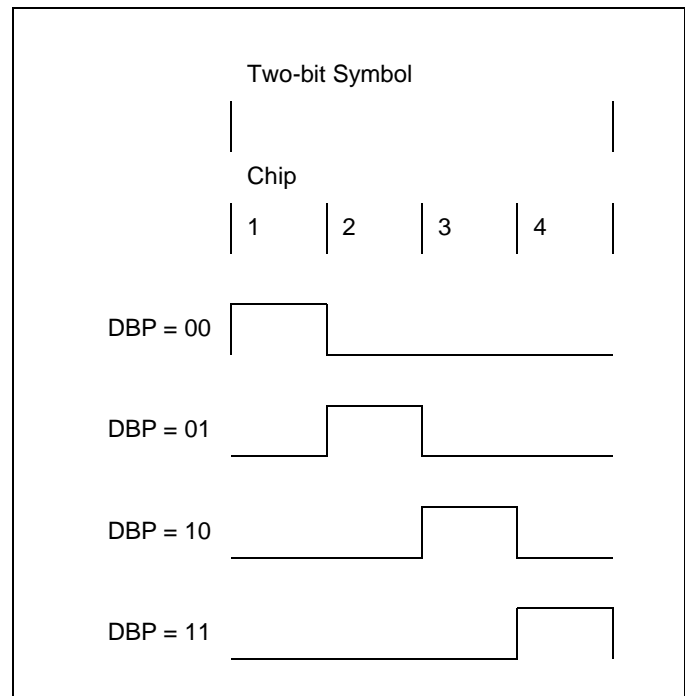 Two-bit Symbol
Chip
1 2 3 4
DBP = 00
DBP = 01
DBP = 10
DBP = 11